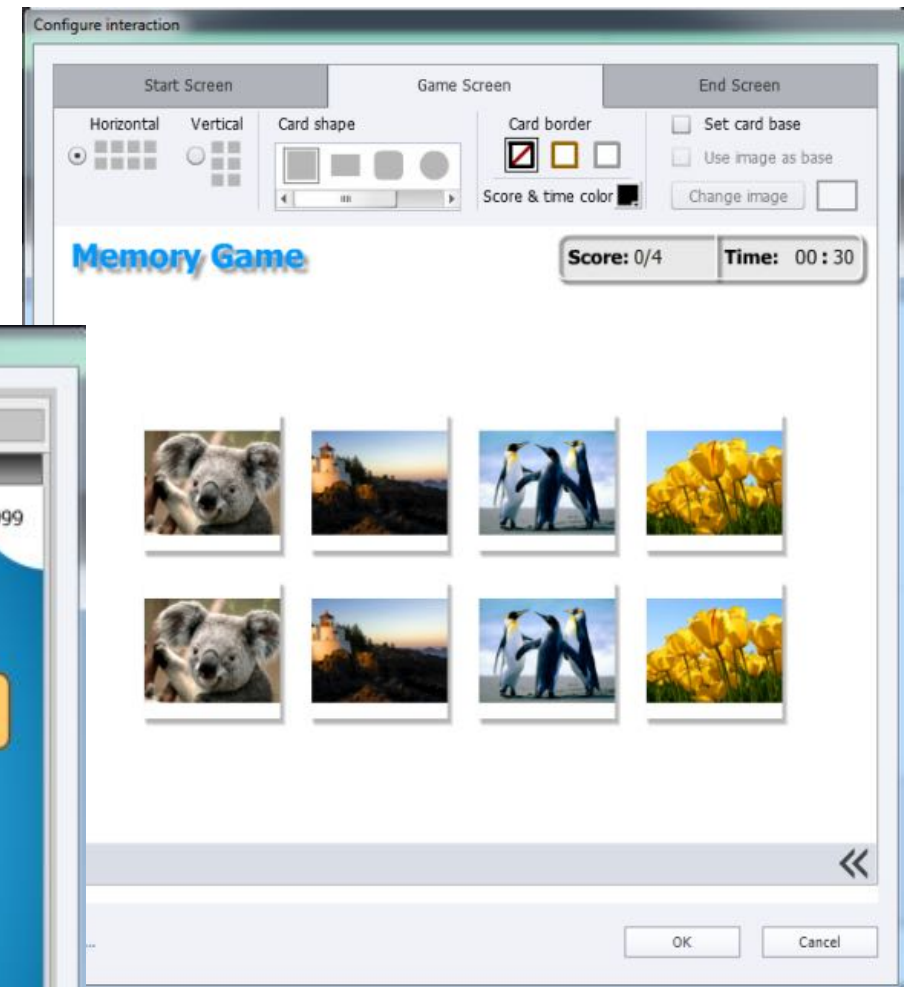 Configure interaction
Start Screen Game Screen End Screen
Horizontal Vertical Card shape Card border Set card base
Use image as base
Score & time color Change image
Memory Game Score: 0/4 Time: 00 : 30
99
...
OK Cancel